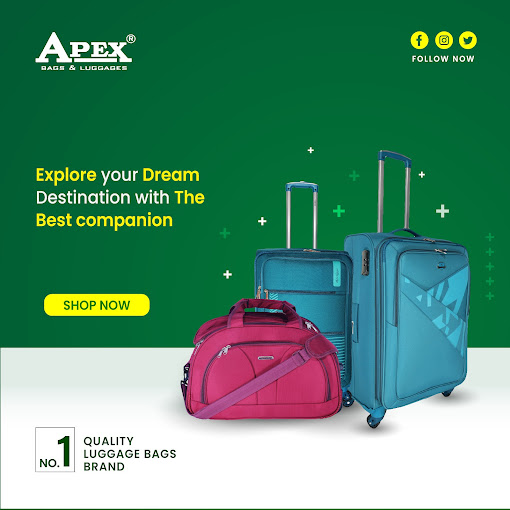 APEX®
BAGS & LUGGAGES
FOLLOW NOW
Explore your Dream
Destination with The
Best companion
SHOP NOW
NO. 1
QUALITY
LUGGAGE BAGS
BRAND